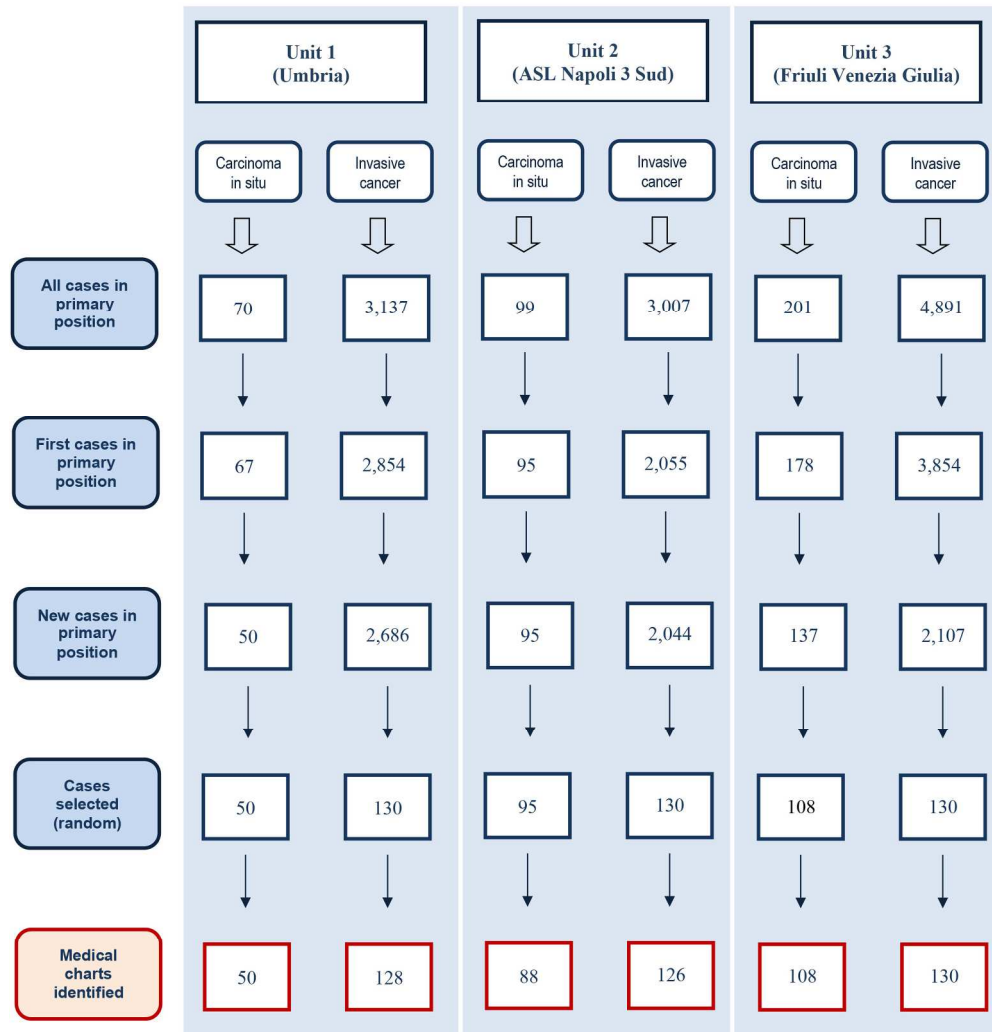 Unit 1
(Umbria)
Unit 2
(ASL Napoli 3 Sud)
Unit 3
(Friuli Venezia Giulia)
Carcinoma
in situ
Invasive
cancer
Carcinoma
in situ
Invasive
cancer
Carcinoma
in situ
Invasive
cancer
All cases in
primary
position
70
3,137
99
3,007
201
4,891
First cases in
primary
position
67
2,854
95
2,055
178
3,854
New cases in
primary
position
50
2,686
95
2,044
137
2,107
Cases
selected
(random)
50
130
95
130
108
130
Medical
charts
identified
50
128
88
126
108
130